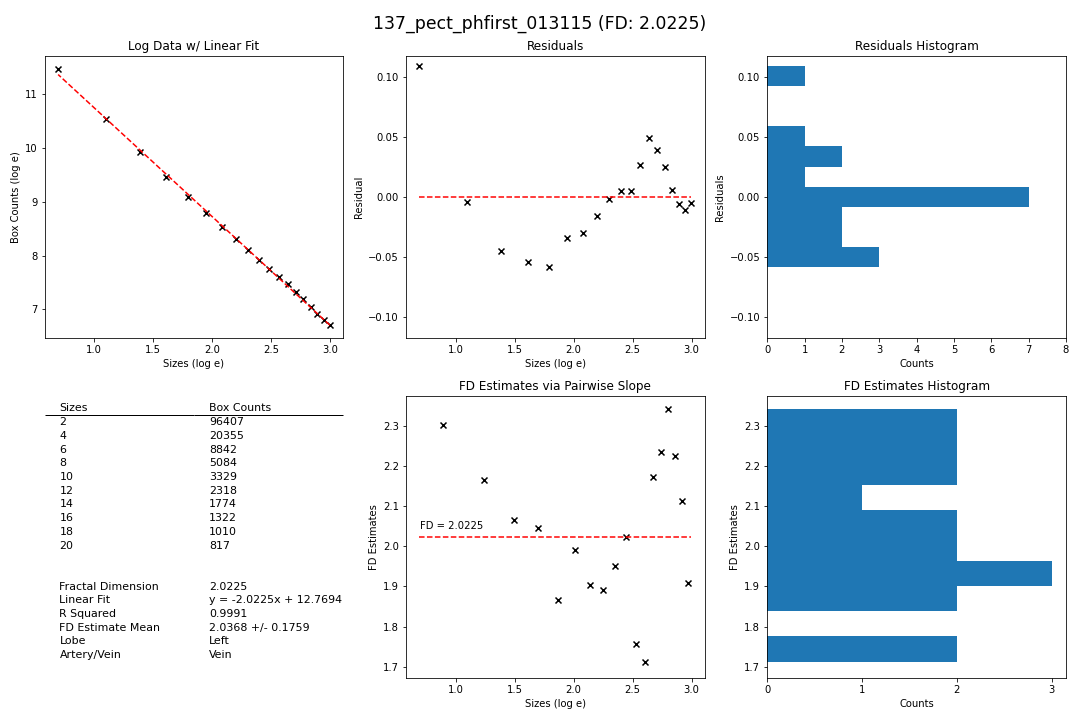 137_pect_phfirst_013115 (FD: 2.0225)
Log Data w/ Linear Fit
11
10
9
8
7
Box Counts (log e)
1.0 1.5 2.0 2.5 3.0
Sizes (log e)
Residuals
0.10
0.05
0.00
−0.05
−0.10
Residual
1.0 1.5 2.0 2.5 3.0
Sizes (log e)
Residuals Histogram
0.10
0.05
0.00
−0.05
−0.10
Residuals
0 1 2 3 4 5 6 7 8
Counts
Sizes Box Counts
2 96407
4 20355
6 8842
8 5084
10 3329
12 2318
14 1774
16 1322
18 1010
20 817
Fractal Dimension 2.0225
Linear Fit y = -2.0225x + 12.7694
R Squared 0.9991
FD Estimate Mean 2.0368 +/- 0.1759
Lobe Left
Artery/Vein Vein
FD Estimates via Pairwise Slope
2.3
2.2
2.1
2.0
1.9
1.8
1.7
FD Estimates
FD = 2.0225
1.0 1.5 2.0 2.5 3.0
Sizes (log e)
FD Estimates Histogram
2.3
2.2
2.1
2.0
1.9
1.8
1.7
FD Estimates
0 1 2 3
Counts